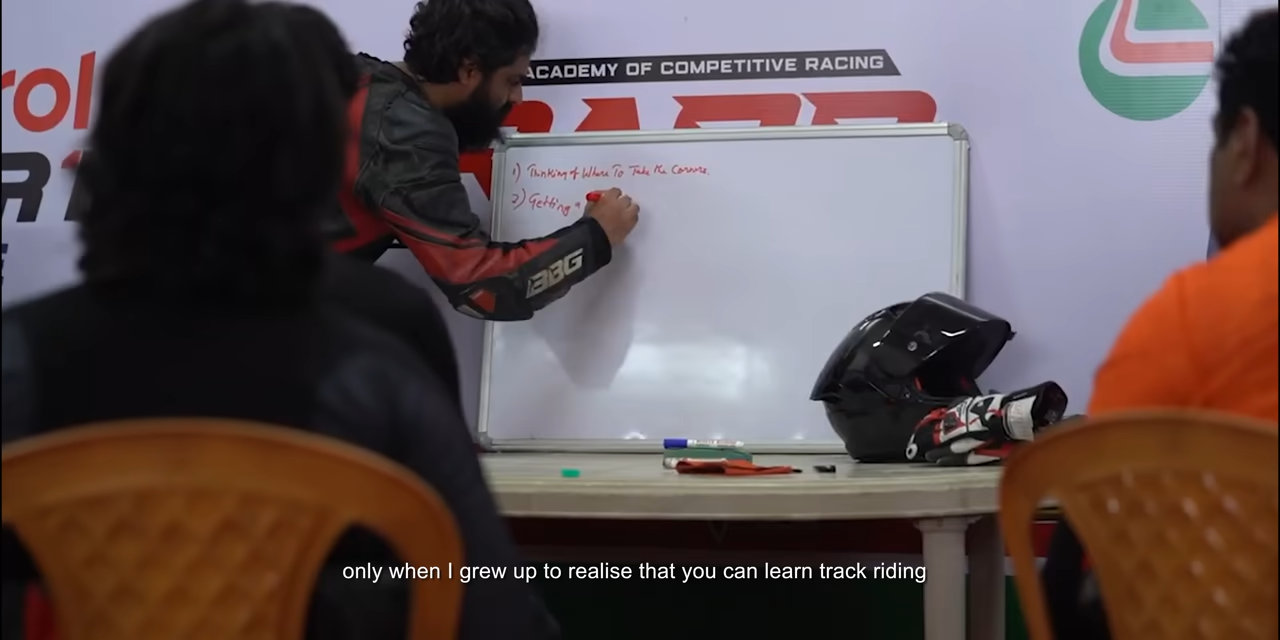 rol
R1
ACADEMY OF COMPETITIVE RACING
1) Thinking of Where To Take the Corners.
2) Getting a
BBG
only when I grew up to realise that you can learn track riding